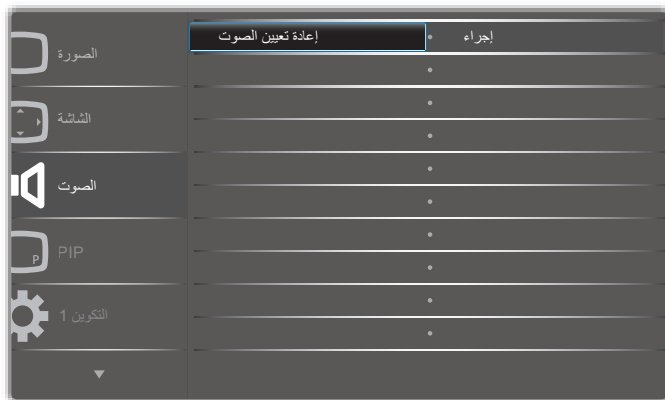 الصورة
الشاشة
الصوت
PIP
P
التكوين 1
إعادة تعيين الصوت
إجراء